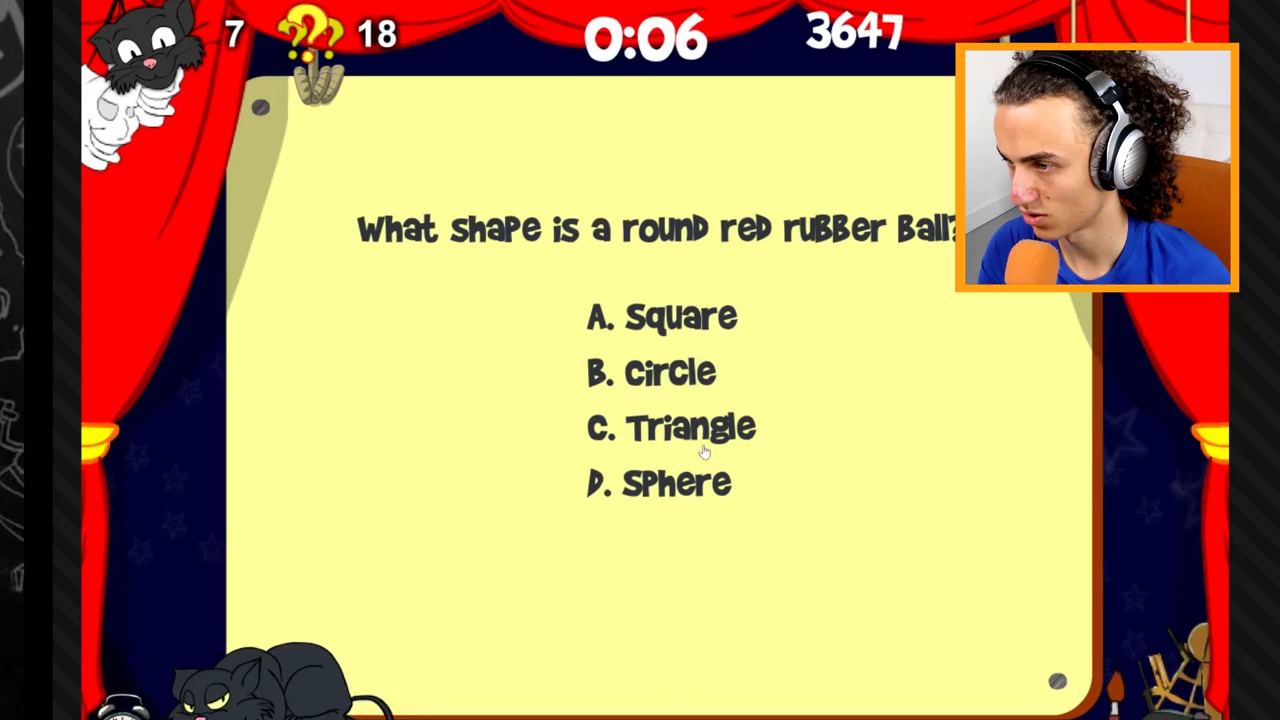 7 ??? 18 0:06 3647
What shape is a round red rubber ball?
A. Square
B. Circle
C. Triangle
D. Sphere